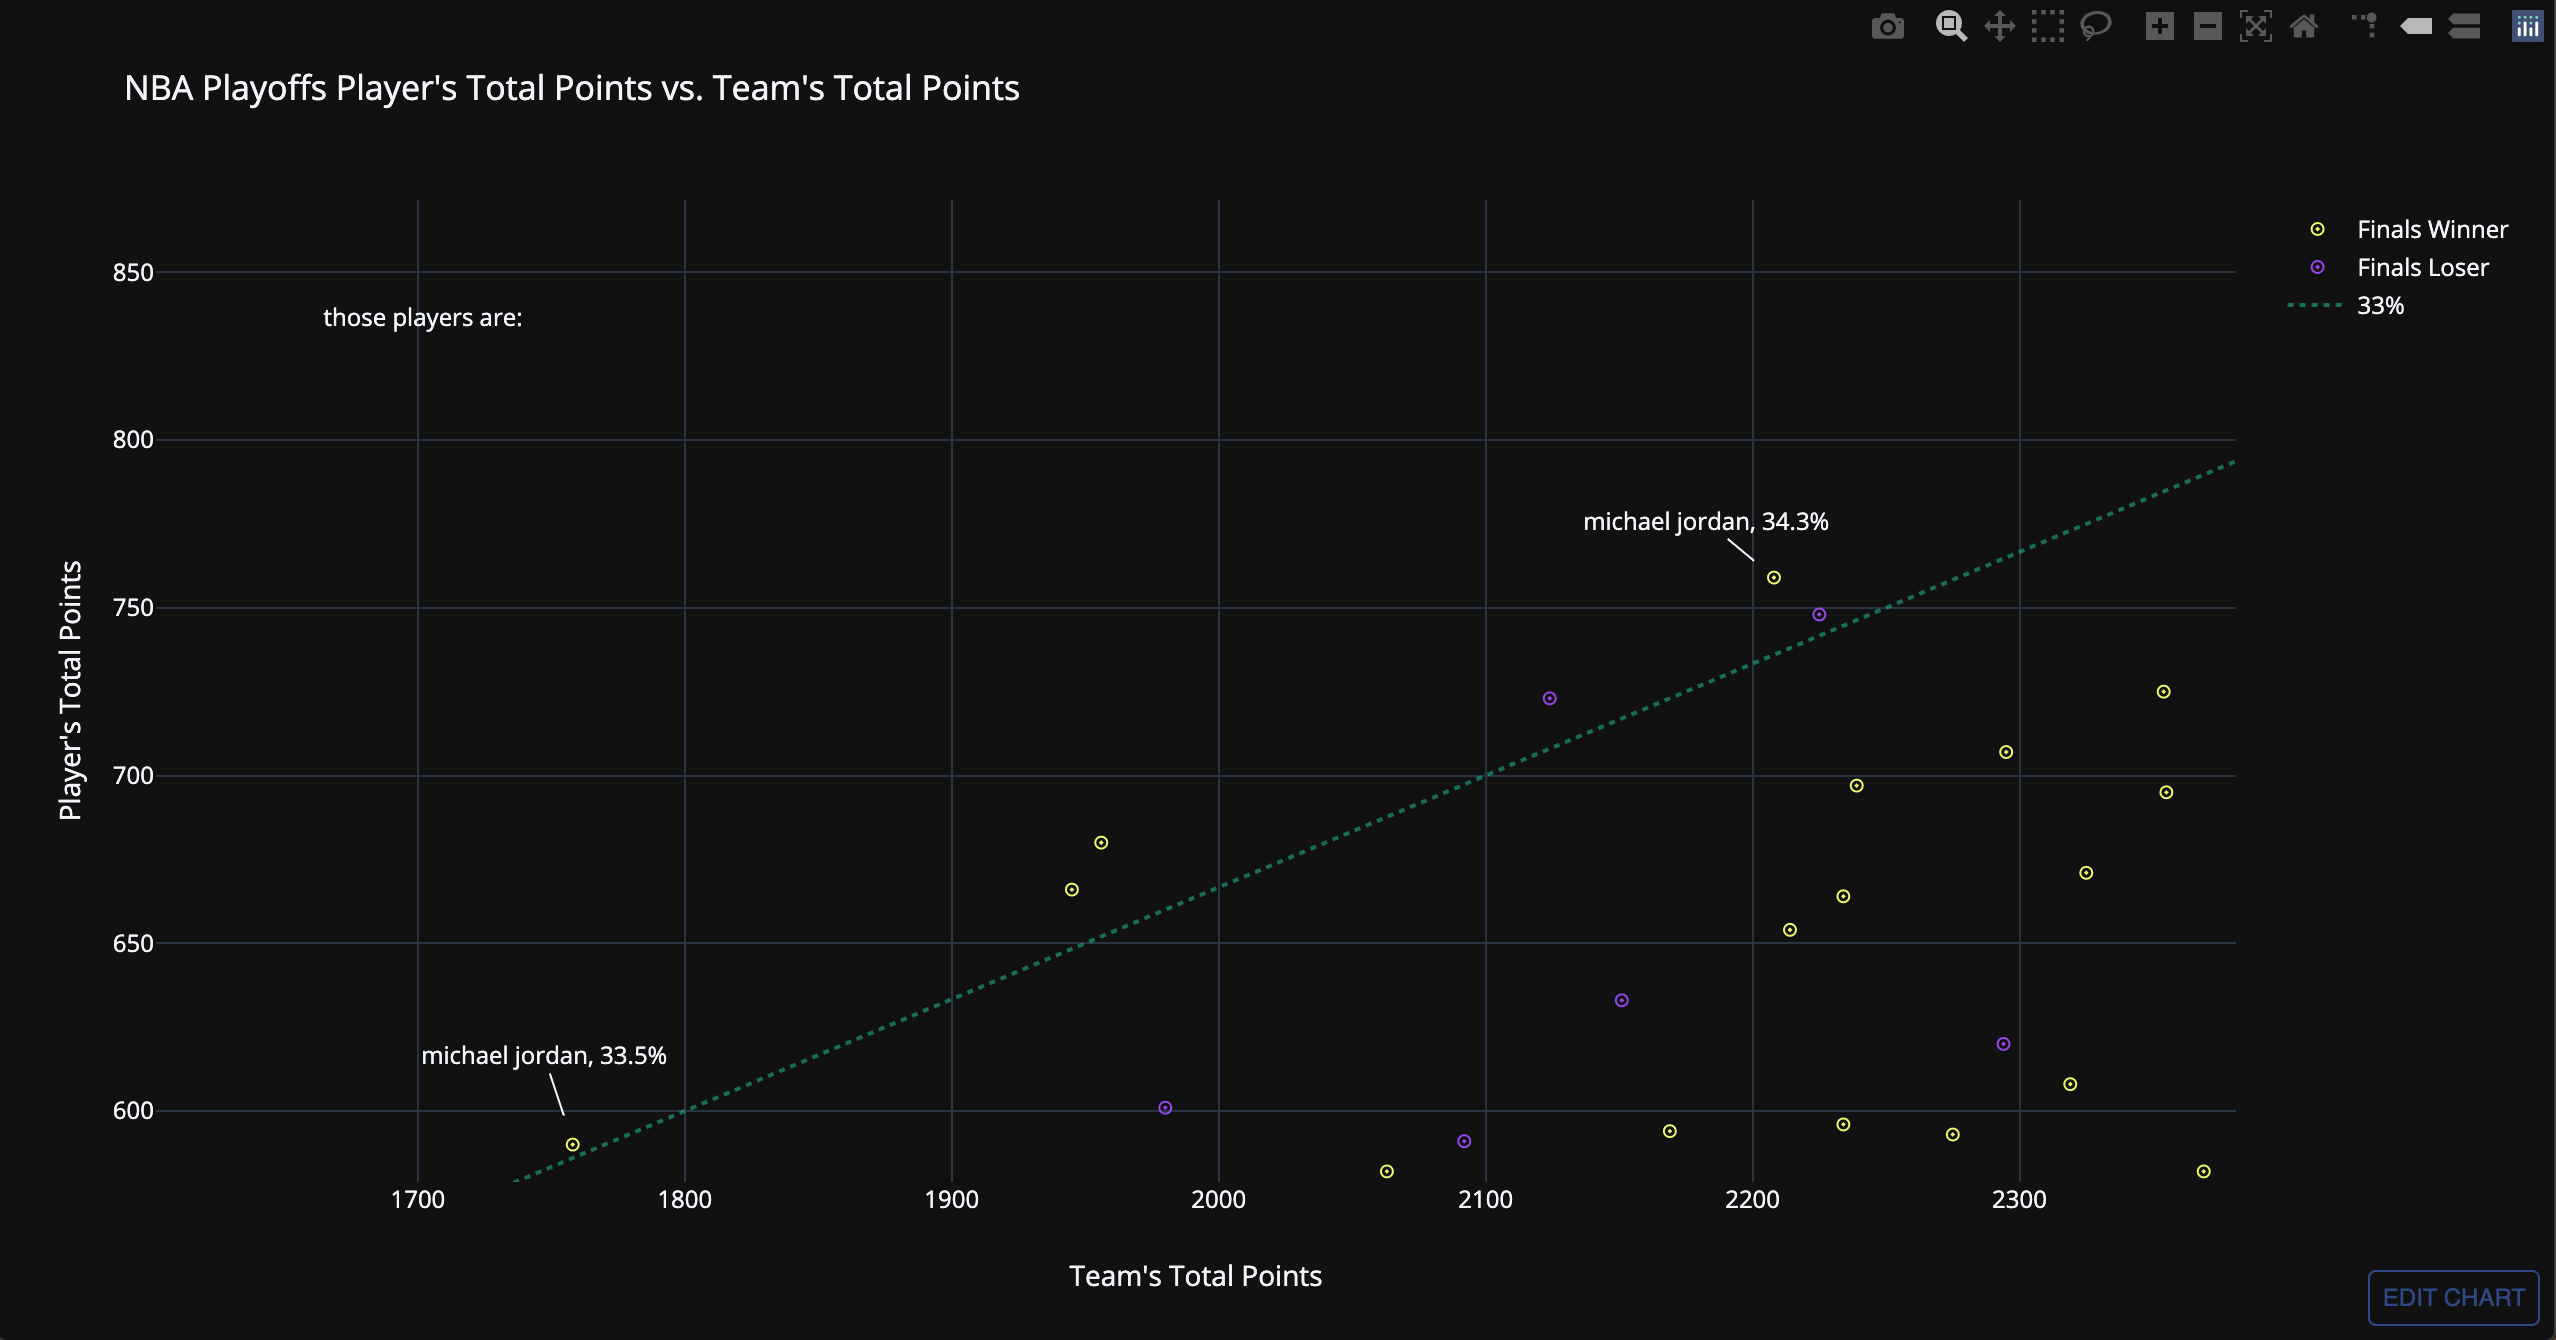 NBA Playoffs Player's Total Points vs. Team's Total Points
Finals Winner
Finals Loser
33%
850
800
750
700
650
600
Player's Total Points
those players are:
michael jordan, 34.3%
michael jordan, 33.5%
1700
1800
1900
2000
2100
2200
2300
Team's Total Points
EDIT CHART